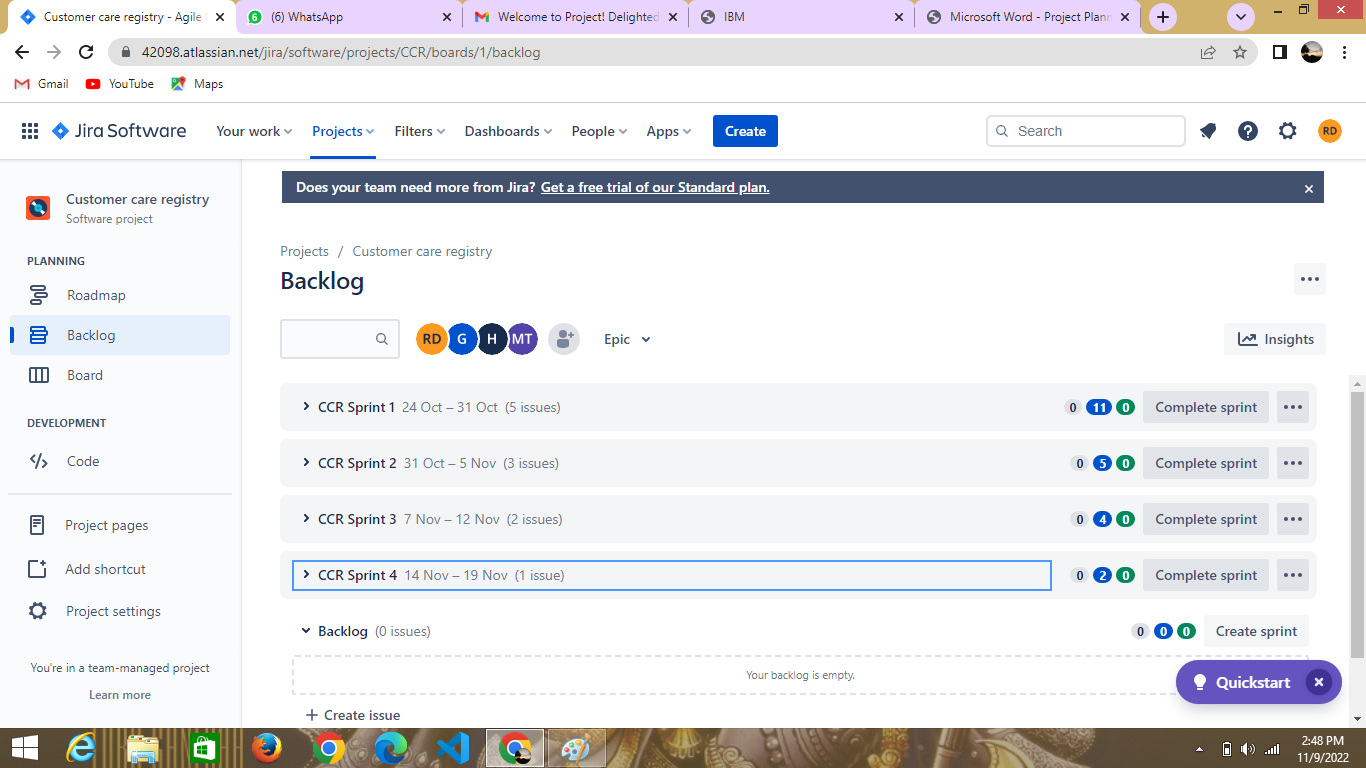 Customer care registry - Agile
6
(6) WhatsApp
Welcome to Project! Delighted
IBM
Microsoft Word - Project Plann
42098.atlassian.net/jira/software/projects/CCR/boards/1/backlog
Gmail
YouTube
Maps
Jira Software
Your work
Projects
Filters
Dashboards
People
Apps
Create
Search
RD
Customer care registry
Software project
PLANNING
Roadmap
Backlog
Board
DEVELOPMENT
Code
Project pages
Add shortcut
Project settings
You're in a team-managed project
Learn more
Does your team need more from Jira? Get a free trial of our Standard plan.
Projects / Customer care registry
Backlog
RD G H MT
Epic
Insights
CCR Sprint 1 24 Oct – 31 Oct (5 issues) 0 11 0 Complete sprint
CCR Sprint 2 31 Oct – 5 Nov (3 issues) 0 5 0 Complete sprint
CCR Sprint 3 7 Nov – 12 Nov (2 issues) 0 4 0 Complete sprint
CCR Sprint 4 14 Nov – 19 Nov (1 issue) 0 2 0 Complete sprint
Backlog (0 issues) 0 0 0 Create sprint
Your backlog is empty.
Quickstart
+ Create issue
2:48 PM
11/9/2022